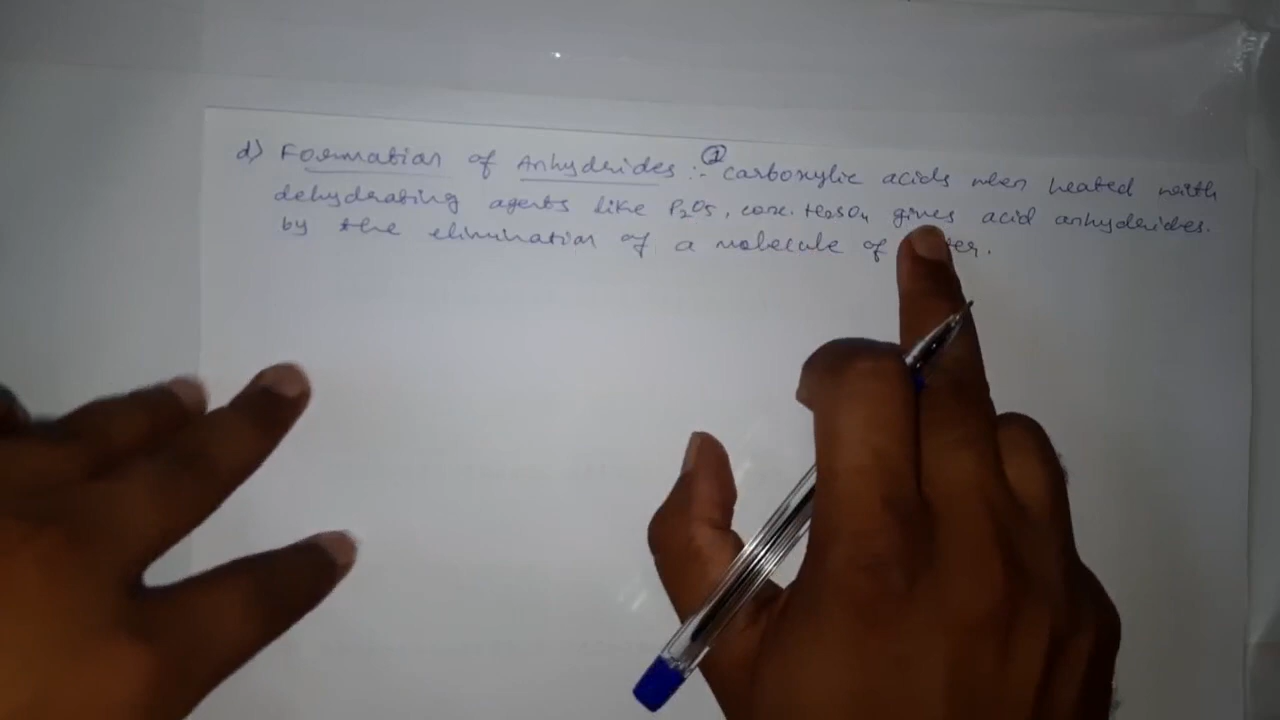 d) Formation of Anhydrides :- ① Carboxylic acids when heated with
dehydrating agents like P₂O₅, conc. H₂SO₄ gives acid anhydrides.
by the elimination of a molecule of